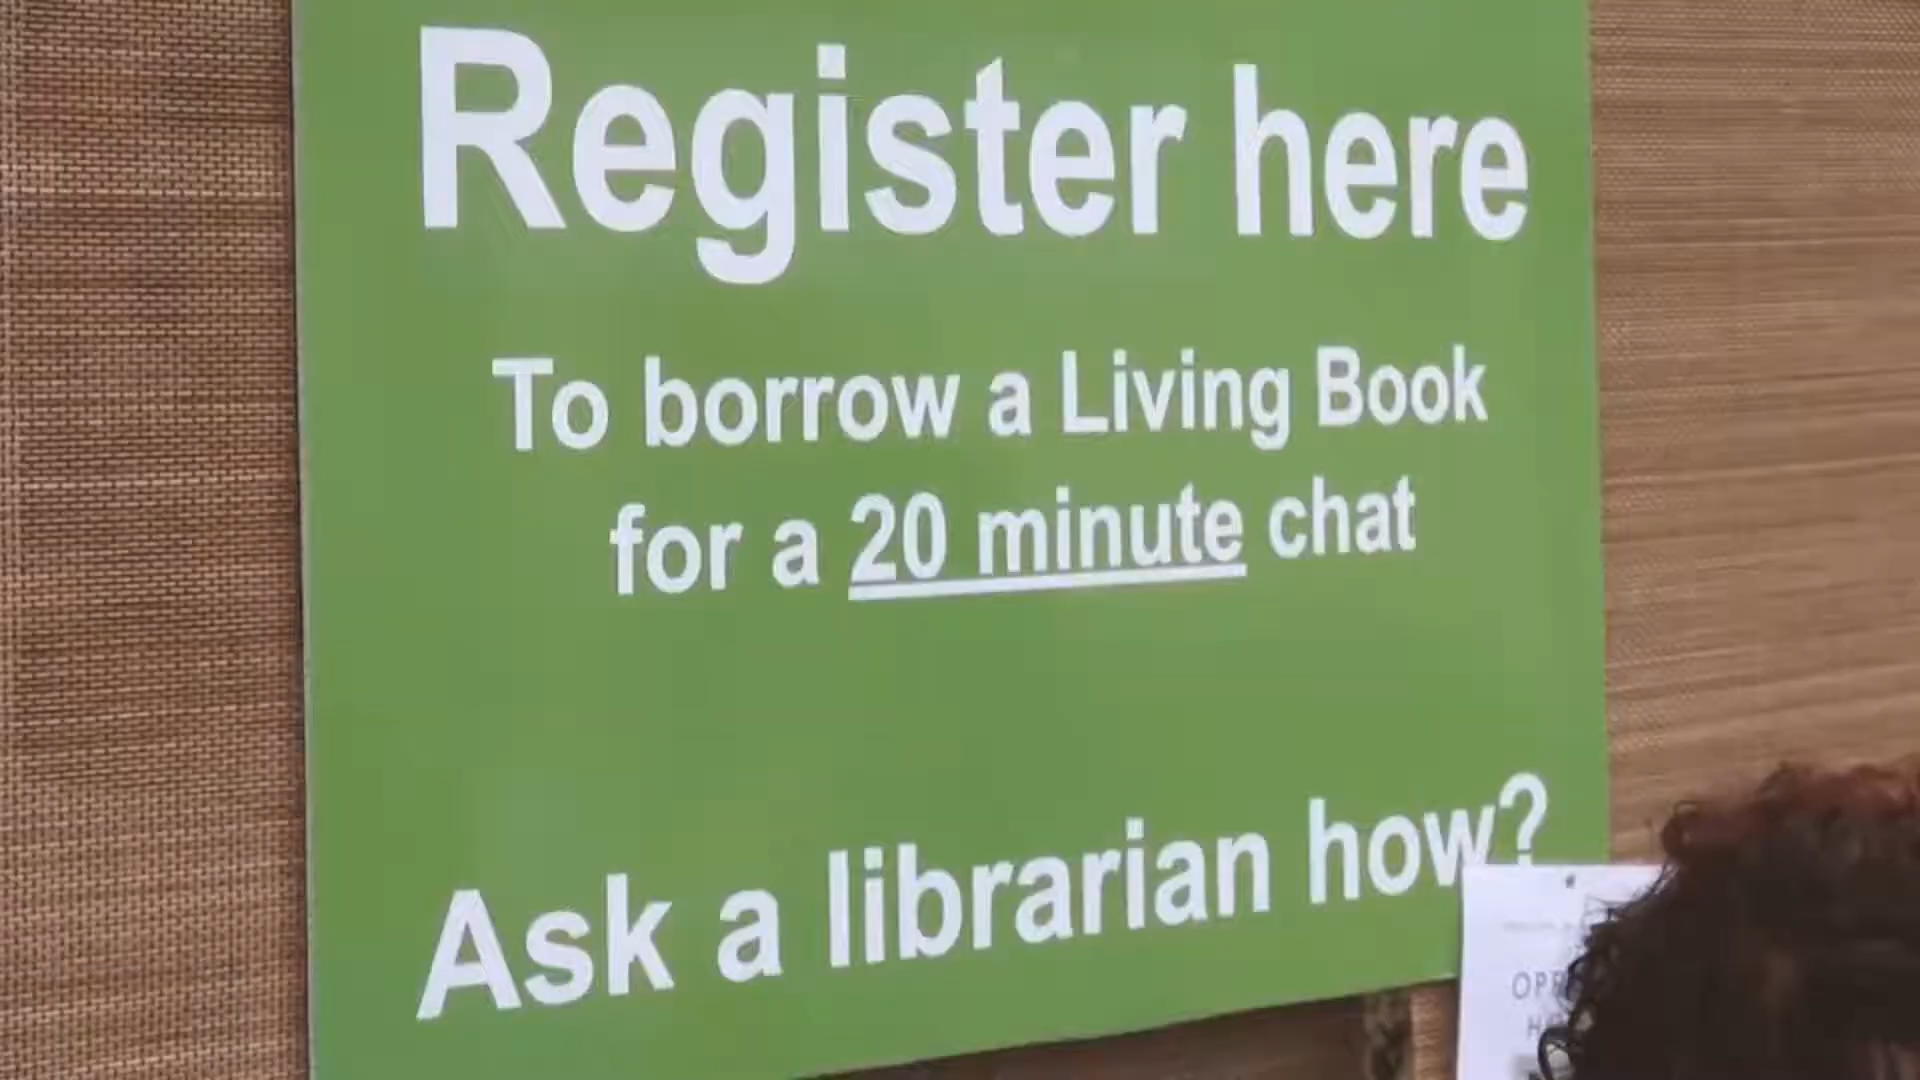 Register here
To borrow a Living Book
for a 20 minute chat
Ask a librarian how?